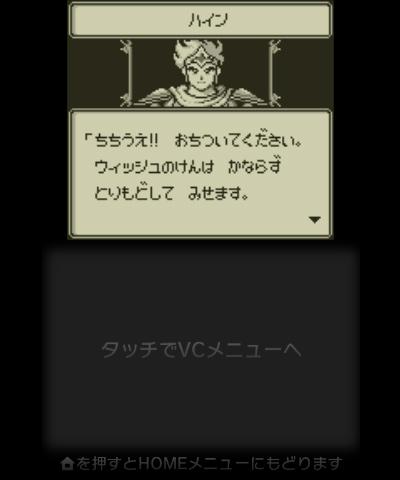 ハイン
「ちちうえ!! おちついてください。
ウィッシュのけんは かならず
とりもどして みせます。
タッチでVCメニューへ
を押すとHOMEメニューにもどります